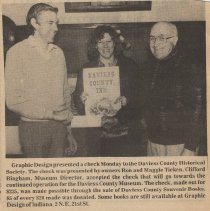 DAVIESS
COUNTY
INC
Graphic Design presented a check Monday to the Daviess County Historical
Society. The check was presented by owners Ron and Maggie Tieken. Clifford
Bingham, Museum Director, accepted the check that will go towards the
continued operation for the Daviess County Museum. The check, made out for
$225, was made possible through the sale of Daviess County Souvenir Books.
$5 of every $20 made was donated. Some books are still available at Graphic
Design of Indiana, 2 N.E. 21st St.